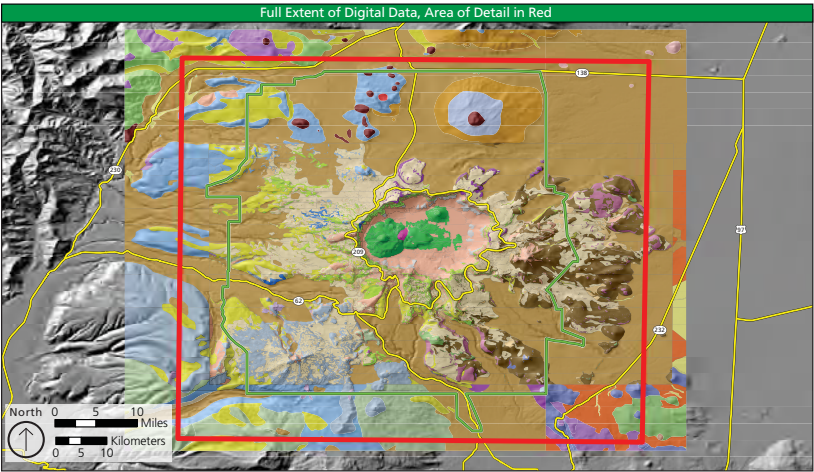 Full Extent of Digital Data, Area of Detail in Red
138
230
97
209
62
232
North 0 5 10
Miles
Kilometers
0 5 10